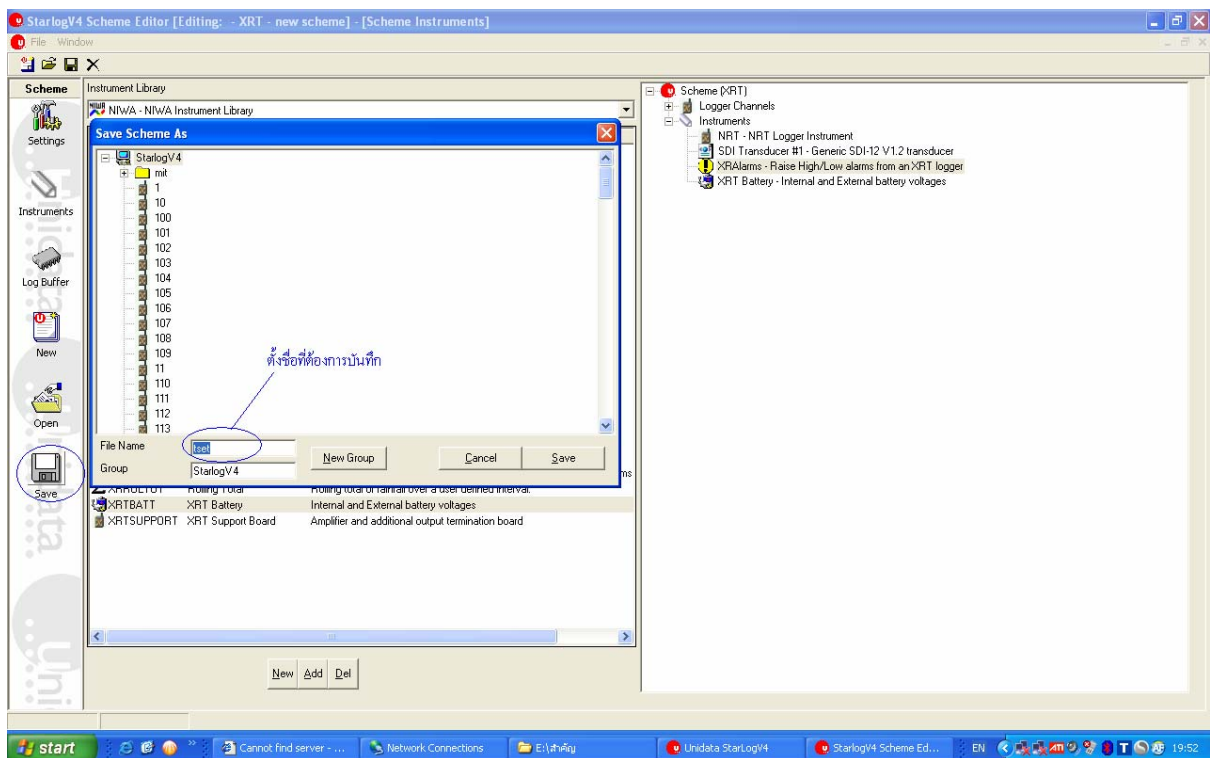 StarlogV4 Scheme Editor [Editing: - XRT - new scheme] - [Scheme Instruments]
File Window
Scheme
Settings
Instruments
Log Buffer
New
Open
Save
Instrument Library
NIWA - NIWA Instrument Library
Save Scheme As
StarlogV4
mit
1
10
100
101
102
103
104
105
106
107
108
109
11
110
111
112
113
ตั้งชื่อที่ต้องการบันทึก
File Name
tset
Group
StarlogV4
New Group
Cancel
Save
ms
XRROLTOT Rolling Total Rolling total of rainfall over a user defined interval.
XRTBATT XRT Battery Internal and External battery voltages
XRTSUPPORT XRT Support Board Amplifier and additional output termination board
New Add Del
Scheme (XRT)
Logger Channels
Instruments
NRT - NRT Logger Instrument
SDI Transducer #1 - Generic SDI-12 V1.2 transducer
XRAlarms - Raise High/Low alarms from an XRT logger
XRT Battery - Internal and External battery voltages
start
Cannot find server - ...
Network Connections
E:\สำคัญ
Unidata StarLogV4
StarlogV4 Scheme Ed...
EN
19:52